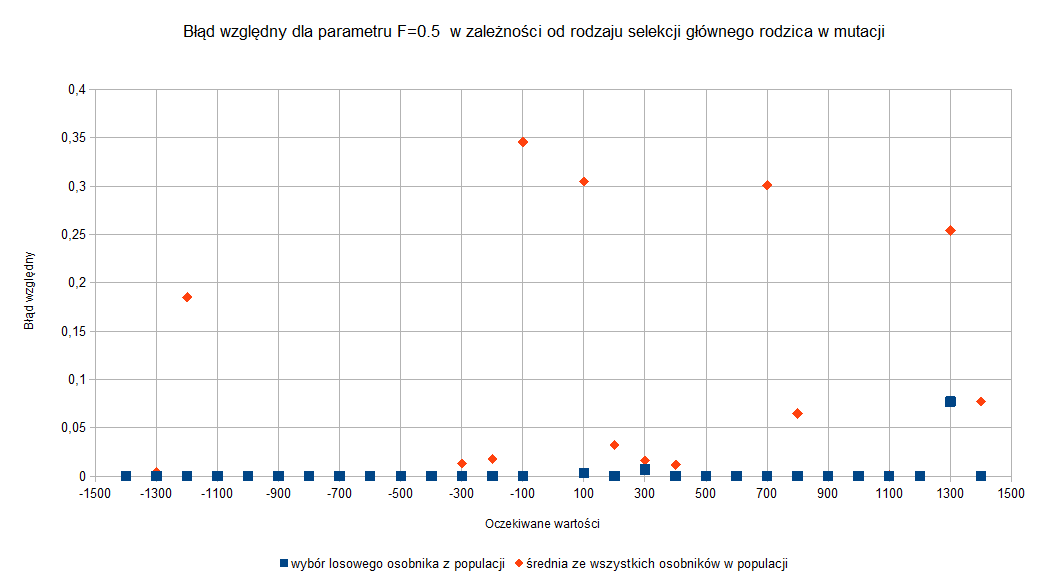 Błąd względny dla parametru F=0.5 w zależności od rodzaju selekcji głównego rodzica w mutacji
0,4
0,35
0,3
0,25
0,2
0,15
0,1
0,05
0
Błąd względny
-1500 -1300 -1100 -900 -700 -500 -300 -100 100 300 500 700 900 1100 1300 1500
Oczekiwane wartości
wybór losowego osobnika z populacji średnia ze wszystkich osobników w populacji